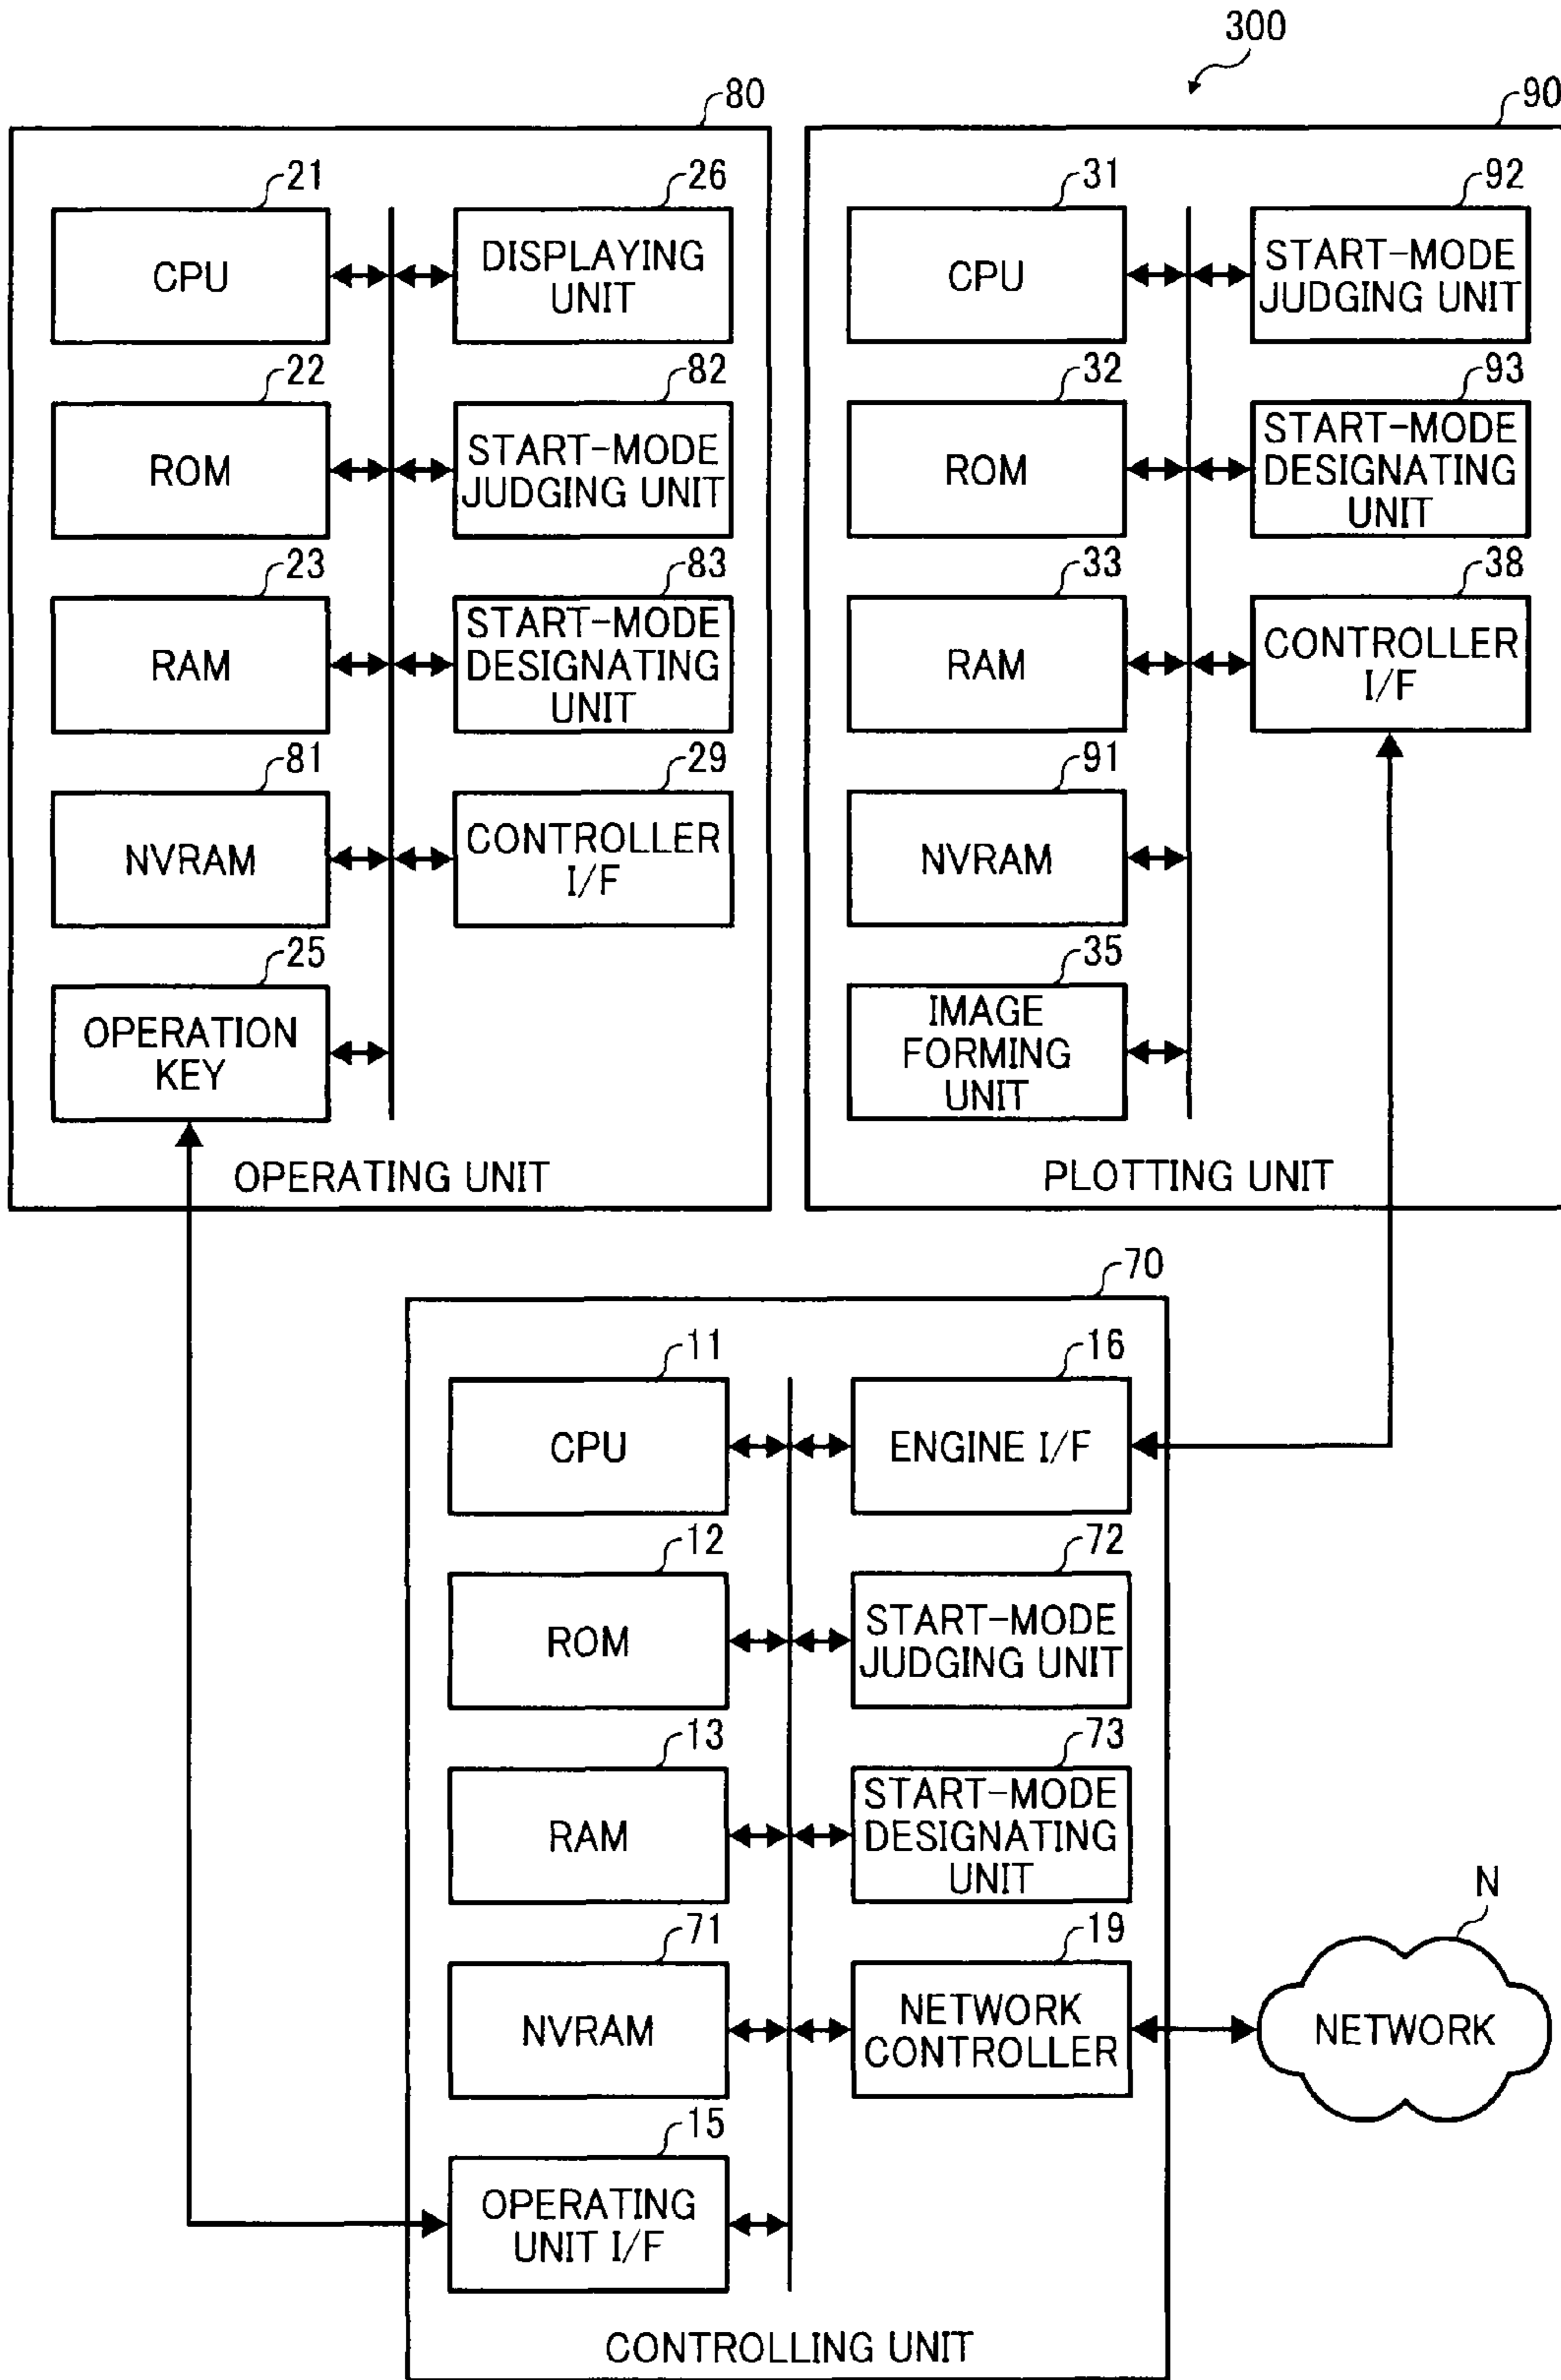 300
80
21
CPU
26
DISPLAYING
UNIT
22
ROM
82
START-MODE
JUDGING UNIT
23
RAM
83
START-MODE
DESIGNATING
UNIT
81
NVRAM
29
CONTROLLER
I/F
25
OPERATION
KEY
OPERATING UNIT
90
31
CPU
92
START-MODE
JUDGING UNIT
32
ROM
93
START-MODE
DESIGNATING
UNIT
33
RAM
38
CONTROLLER
I/F
91
NVRAM
35
IMAGE
FORMING
UNIT
PLOTTING UNIT
70
11
CPU
16
ENGINE I/F
12
ROM
72
START-MODE
JUDGING UNIT
13
RAM
73
START-MODE
DESIGNATING
UNIT
71
NVRAM
19
NETWORK
CONTROLLER
15
OPERATING
UNIT I/F
CONTROLLING UNIT
N
NETWORK